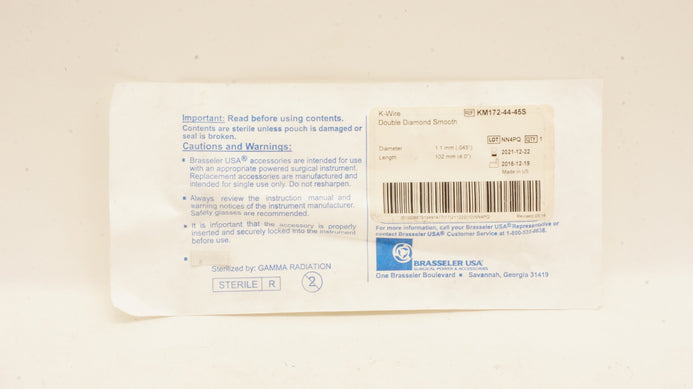 Important: Read before using contents.
Contents are sterile unless pouch is damaged or
seal is broken.
Cautions and Warnings:
Brasseler USA® accessories are intended for use
with an appropriate powered surgical instrument.
Replacement accessories are manufactured and
intended for single use only. Do not resharpen.
Always review the instruction manual and
warning notices of the instrument manufacturer.
Safety glasses are recommended.
It is important that the accessory is properly
inserted and securely locked into the instrument
before use.
Sterilized by: GAMMA RADIATION
STERILE R
2
K-Wire
REF KM172-44-45S
Double Diamond Smooth
LOT NN4PQ QTY 1
Diameter 1.1 mm (.045")
Length 102 mm (4.0")
2021-12-22
2016-12-19
Made in US
For more information, call your Brasseler USA® Representative or
contact Brasseler USA® Customer Service at
BRASSELER USA®
SURGICAL POWER & ACCESSORIES
One Brasseler Boulevard ▪ Savannah, Georgia 31419